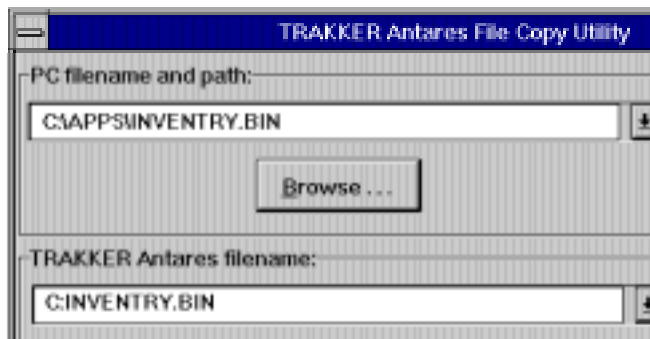 TRAKKER Antares File Copy Utility
PC filename and path:
C:\APPS\INVENTRY.BIN
Browse ...
TRAKKER Antares filename:
C:INVENTRY.BIN